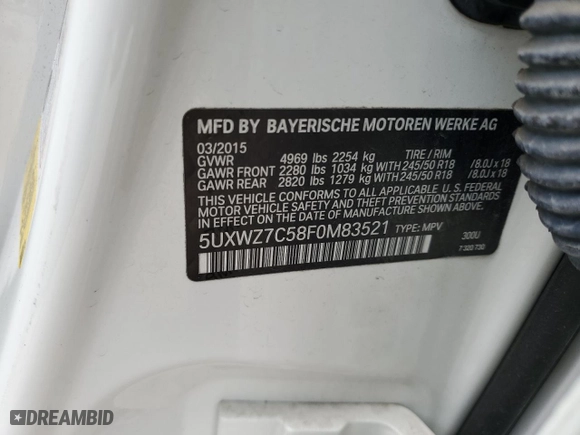 MFD BY BAYERISCHE MOTOREN WERKE AG
03/2015
GVWR 4969 lbs 2254 kg TIRE / RIM
GAWR FRONT 2280 lbs 1034 kg WITH 245/50 R18 /8.0J x 18
GAWR REAR 2820 lbs 1279 kg WITH 245/50 R18 /8.0J x 18
THIS VEHICLE CONFORMS TO ALL APPLICABLE U.S. FEDERAL
MOTOR VEHICLE SAFETY AND THEFT PREVENTION STANDARDS
IN EFFECT ON THE DATE OF MANUFACTURE SHOWN ABOVE.
5UXWZ7C58F0M83521 TYPE: MPV 300U
7 320 730
DREAMBID